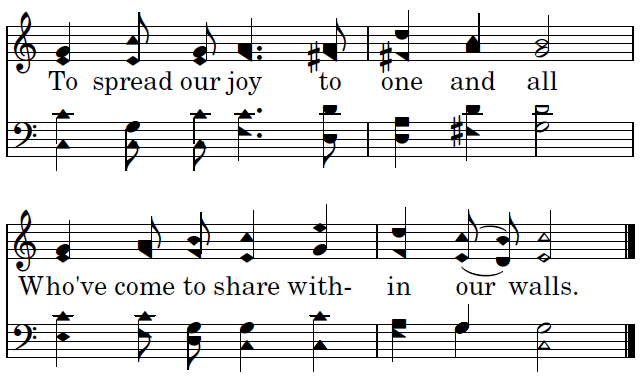 To spread our joy to one and all
Who've come to share with- in our walls.